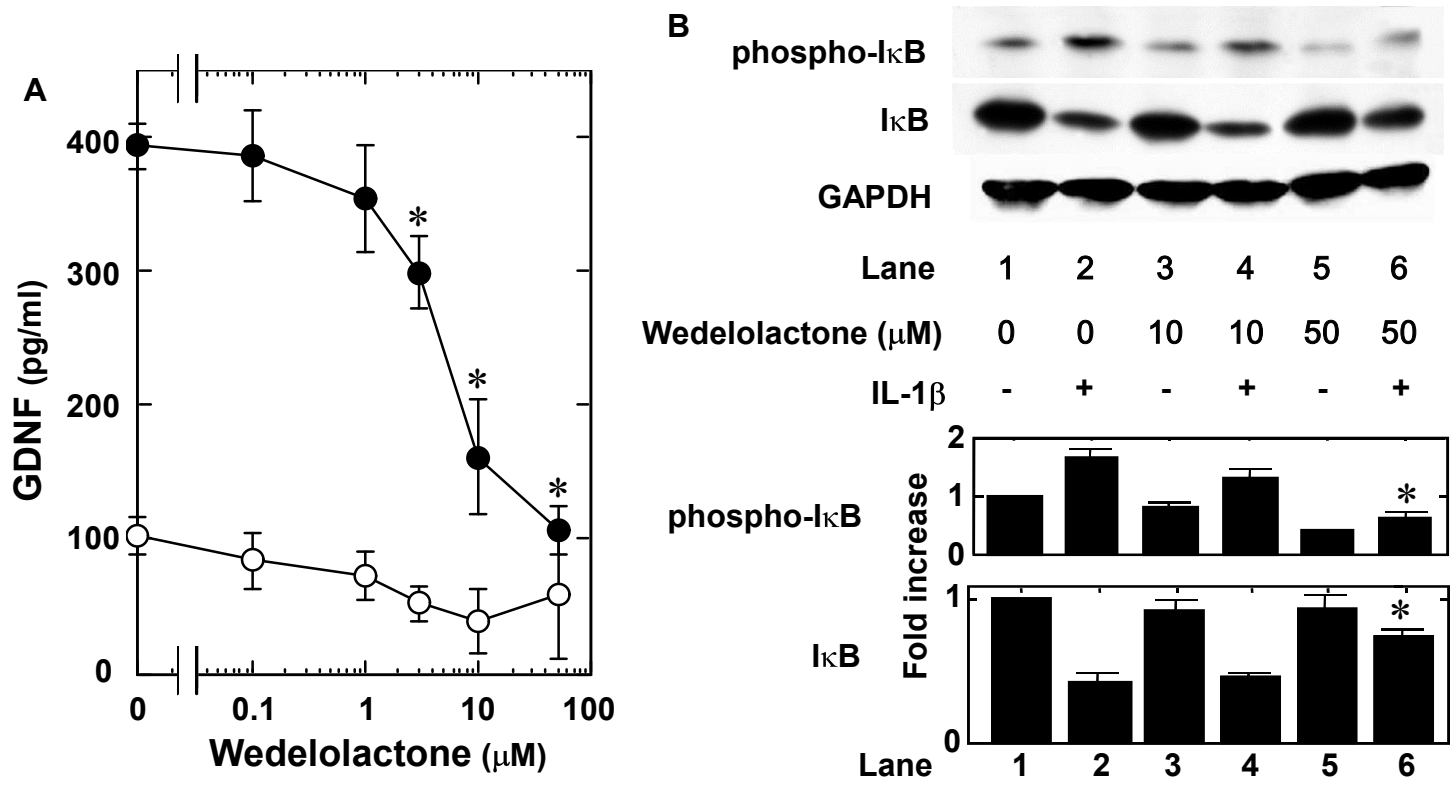 A
GDNF (pg/ml)
400
300
200
100
0
*
*
*
0 0.1 1 10 100
Wedelolactone (μM)
B
phospho-IκB
IκB
GAPDH
Lane 1 2 3 4 5 6
Wedelolactone (μM) 0 0 10 10 50 50
IL-1β - + - + - +
phospho-IκB
Fold increase
2
1
0
*
IκB
1
0
*
Lane 1 2 3 4 5 6